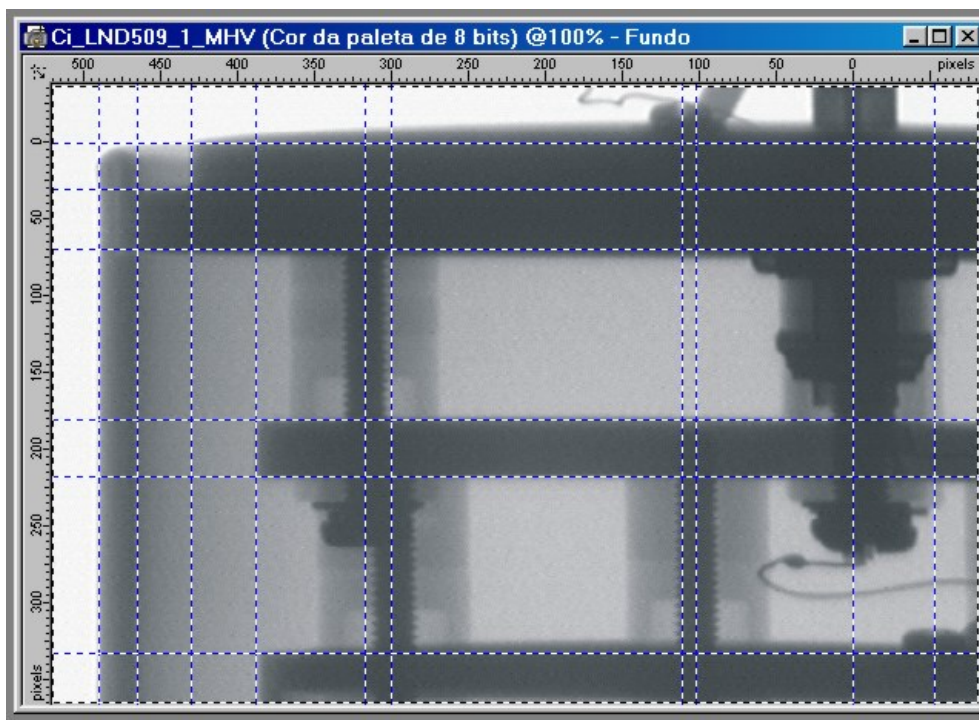 Ci_LND509_1_MHV (Cor da paleta de 8 bits) @100% - Fundo
500 450 400 350 300 250 200 150 100 50 0 pixels
0
50
100
150
200
250
300
pixels